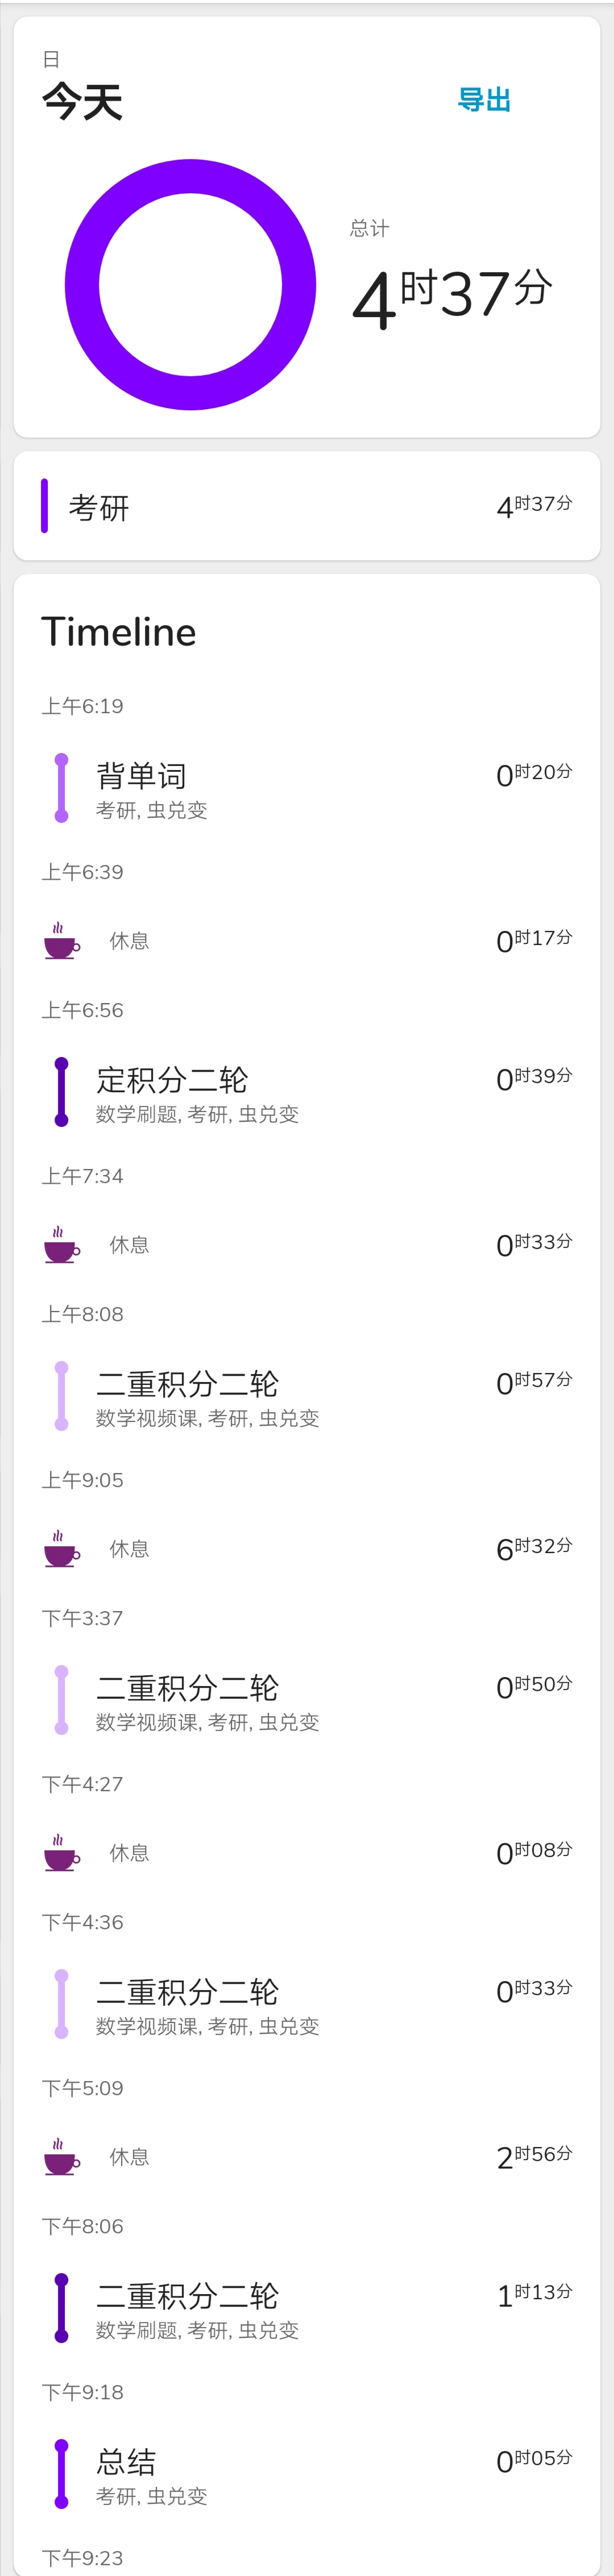 日
今天
导出
总计
4时37分
考研
4时37分
Timeline
上午6:19
背单词
0时20分
考研, 虫兑变
上午6:39
休息
0时17分
上午6:56
定积分二轮
0时39分
数学刷题, 考研, 虫兑变
上午7:34
休息
0时33分
上午8:08
二重积分二轮
0时57分
数学视频课, 考研, 虫兑变
上午9:05
休息
6时32分
下午3:37
二重积分二轮
0时50分
数学视频课, 考研, 虫兑变
下午4:27
休息
0时08分
下午4:36
二重积分二轮
0时33分
数学视频课, 考研, 虫兑变
下午5:09
休息
2时56分
下午8:06
二重积分二轮
1时13分
数学刷题, 考研, 虫兑变
下午9:18
总结
0时05分
考研, 虫兑变
下午9:23